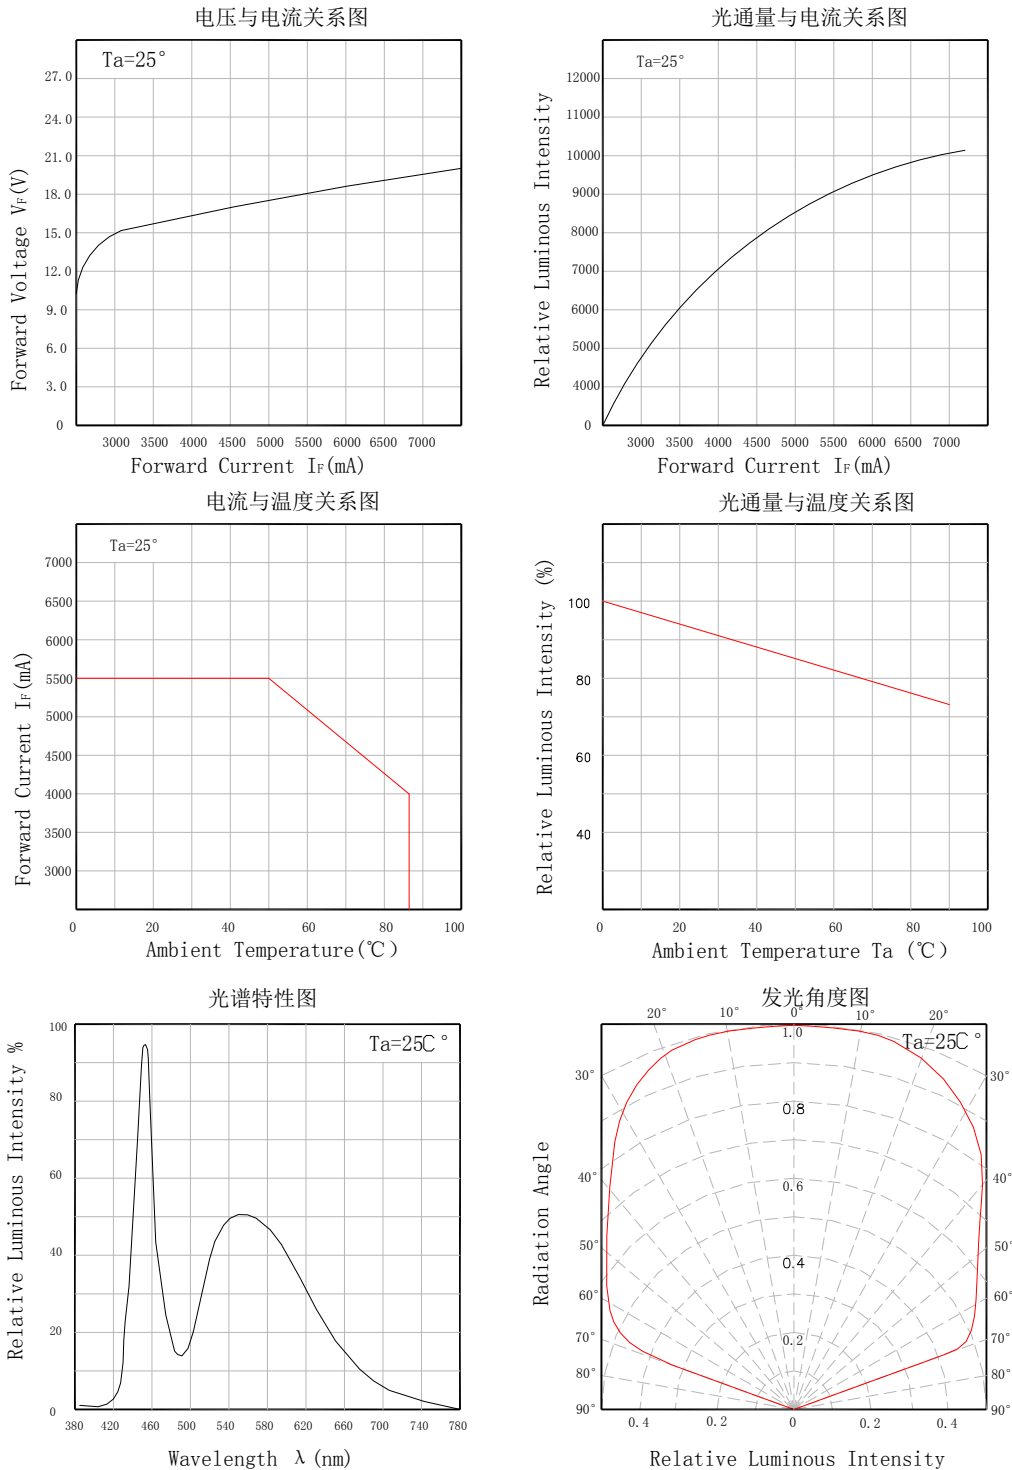 电压与电流关系图
Ta=25°
27.0
24.0
21.0
18.0
15.0
12.0
9.0
6.0
3.0
0
Forward Voltage VF(V)
3000 3500 4000 4500 5000 5500 6000 6500 7000
Forward Current IF(mA)
光通量与电流关系图
Ta=25°
12000
11000
10000
9000
8000
7000
6000
5000
4000
0
Relative Luminous Intensity
3000 3500 4000 4500 5000 5500 6000 6500 7000
Forward Current IF(mA)
电流与温度关系图
Ta=25°
7000
6500
6000
5500
5000
4500
4000
3500
3000
Forward Current IF(mA)
0 20 40 60 80 100
Ambient Temperature(℃)
光通量与温度关系图
100
80
60
40
Relative Luminous Intensity (%)
0 20 40 60 80 100
Ambient Temperature Ta (℃)
光谱特性图
Ta=25C°
100
80
60
40
20
0
Relative Luminous Intensity %
380 420 460 500 540 580 620 660 700 740 780
Wavelength λ (nm)
发光角度图
20° 10° 0° 10° 20°
Ta=25C°
1.0
30° 30°
0.8
40° 0.6 40°
50° 0.4 50°
60° 60°
70° 0.2 70°
80° 80°
90° 90°
Radiation Angle
0.4 0.2 0 0.2 0.4
Relative Luminous Intensity